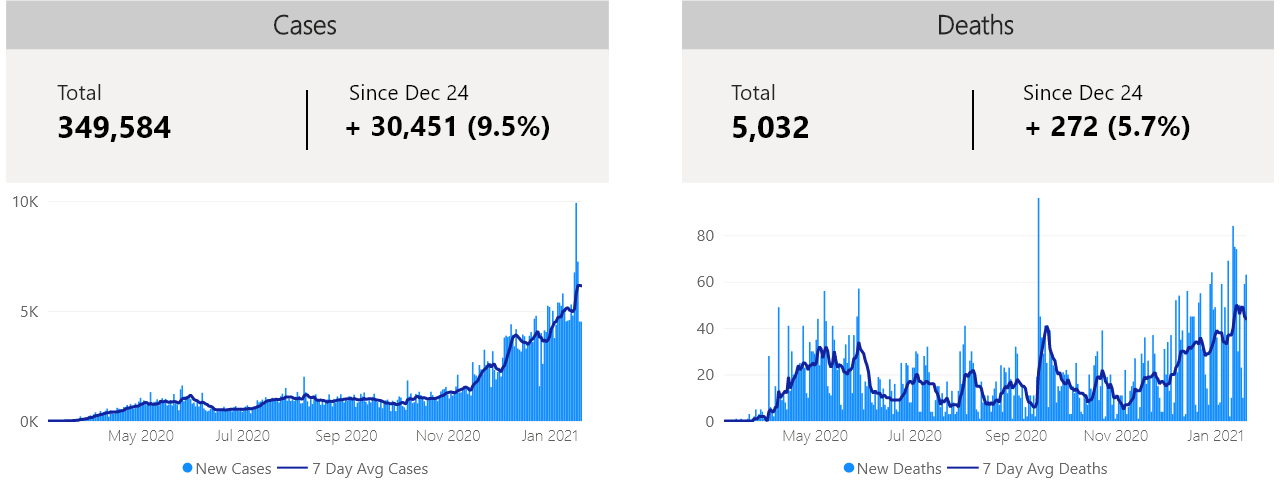 Cases
Total
349,584
Since Dec 24
+ 30,451 (9.5%)
10K
5K
0K
May 2020 Jul 2020 Sep 2020 Nov 2020 Jan 2021
New Cases 7 Day Avg Cases
Deaths
Total
5,032
Since Dec 24
+ 272 (5.7%)
80
60
40
20
0
May 2020 Jul 2020 Sep 2020 Nov 2020 Jan 2021
New Deaths 7 Day Avg Deaths